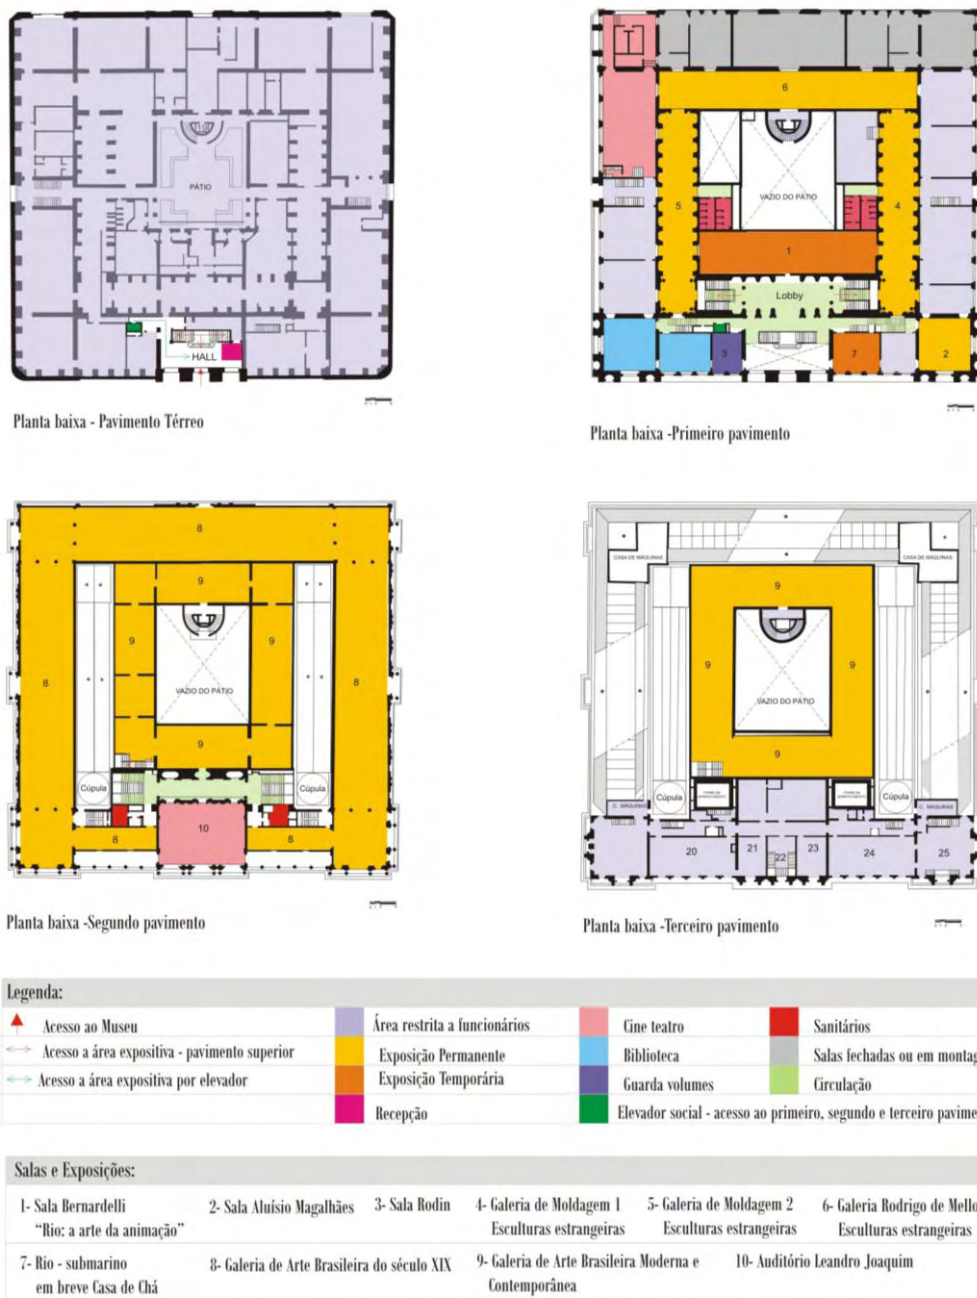 PÁTIO
HALL
Planta baixa - Pavimento Térreo
6
VAZIO DO PÁTIO
5
4
1
Lobby
3
7
2
Planta baixa -Primeiro pavimento
8
9
9
9
8
8
VAZIO DO PÁTIO
9
Cúpula
Cúpula
8
10
8
Planta baixa -Segundo pavimento
CASA DE MÁQUINAS
CASA DE MÁQUINAS
9
9
9
VAZIO DO PÁTIO
9
Cúpula
Cúpula
C. MÁQUINAS
C. MÁQUINAS
20
21
22
23
24
25
Planta baixa -Terceiro pavimento
Legenda:
Acesso ao Museu
Área restrita a funcionários
Cine teatro
Sanitários
Acesso a área expositiva - pavimento superior
Exposição Permanente
Biblioteca
Salas fechadas ou em montag
Acesso a área expositiva por elevador
Exposição Temporária
Guarda volumes
Circulação
Recepção
Elevador social - acesso ao primeiro, segundo e terceiro pavime
Salas e Exposições:
1- Sala Bernardelli
"Rio: a arte da animação"
2- Sala Aluísio Magalhães
3- Sala Rodin
4- Galeria de Moldagem 1
Esculturas estrangeiras
5- Galeria de Moldagem 2
Esculturas estrangeiras
6- Galeria Rodrigo de Mello
Esculturas estrangeiras
7- Rio - submarino
em breve Casa de Chá
8- Galeria de Arte Brasileira do século XIX
9- Galeria de Arte Brasileira Moderna e
Contemporânea
10- Auditório Leandro Joaquim